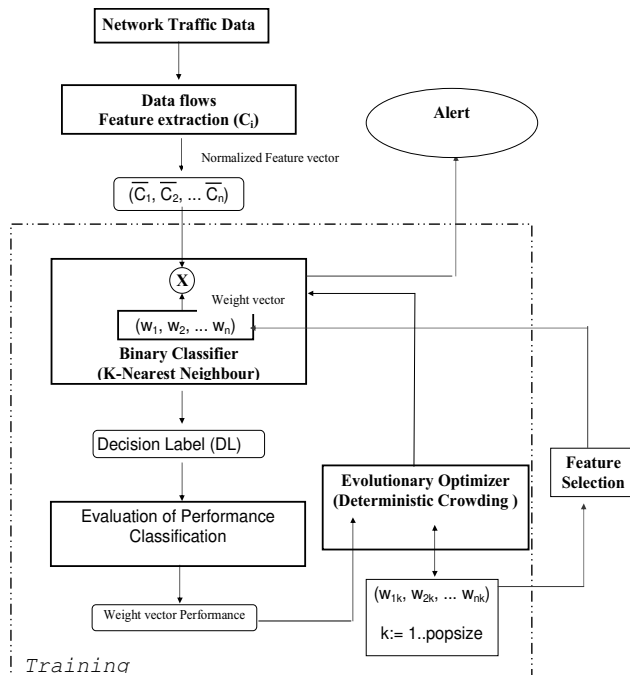 Network Traffic Data
Data flows
Feature extraction (Cᵢ)
Alert
Normalized Feature vector
(C̅₁, C̅₂, ... C̅ₙ)
X
Weight vector
(w₁, w₂, ... wₙ)
Binary Classifier
(K-Nearest Neighbour)
Decision Label (DL)
Evolutionary Optimizer
(Deterministic Crowding )
Feature
Selection
Evaluation of Performance
Classification
(w₁ₖ, w₂ₖ, ... wₙₖ)
k:= 1..popsize
Weight vector Performance
Training